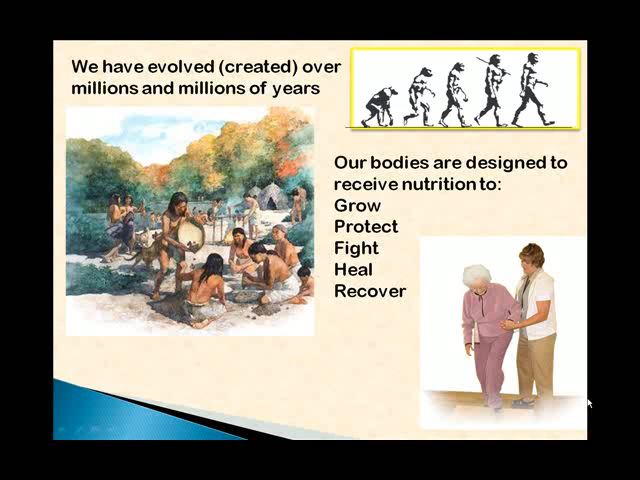 We have evolved (created) over
millions and millions of years
Our bodies are designed to
receive nutrition to:
Grow
Protect
Fight
Heal
Recover